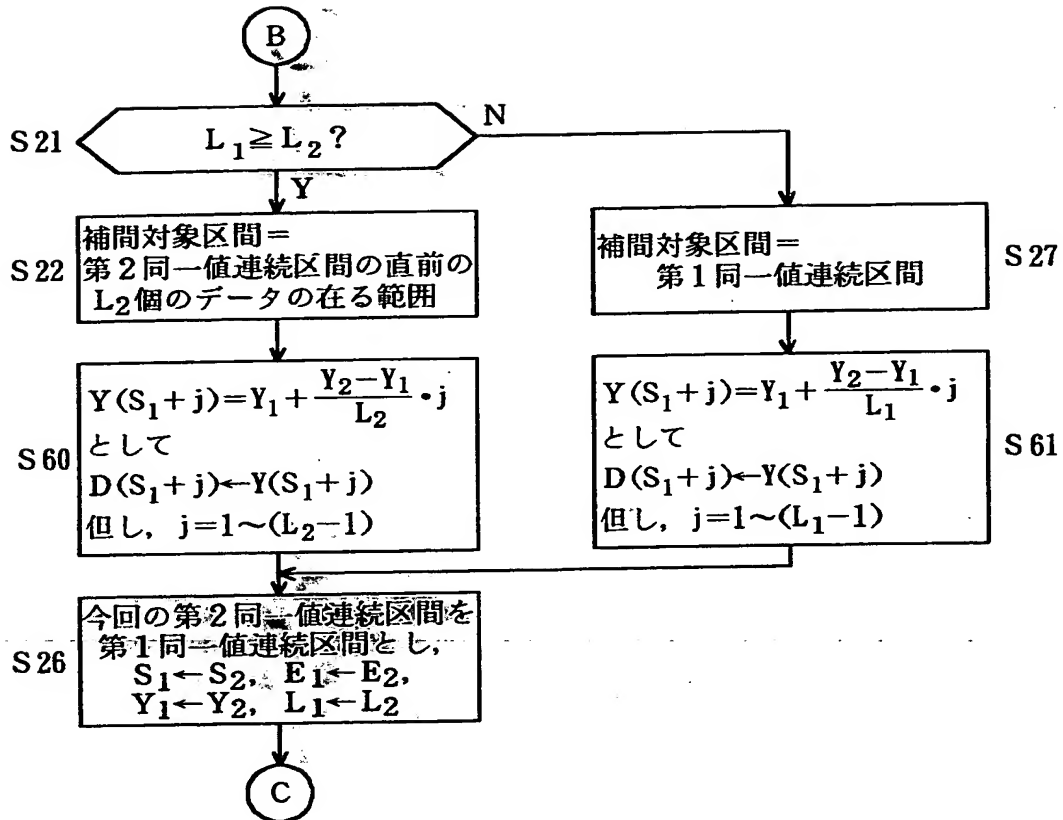 B
S21
L₁≧L₂?
N
Y
S22
補間対象区間=
第2同一値連続区間の直前の
L₂個のデータの在る範囲
補間対象区間=
第1同一値連続区間
S27
S60
Y(S₁+j)=Y₁+(Y₂−Y₁)/L₂・j
として
D(S₁+j)←Y(S₁+j)
但し, j=1~(L₂−1)
Y(S₁+j)=Y₁+(Y₂−Y₁)/L₁・j
として
D(S₁+j)←Y(S₁+j)
但し, j=1~(L₁−1)
S61
S26
今回の第2同一値連続区間を
第1同一値連続区間とし,
S₁←S₂, E₁←E₂,
Y₁←Y₂, L₁←L₂
C